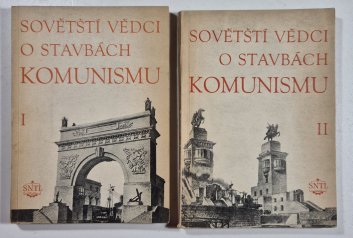 SOVĚTŠTÍ VĚDCI
O STAVBÁCH
KOMUNISMU
I
SNTL
SOVĚTŠTÍ VĚDCI
O STAVBÁCH
KOMUNISMU
II
SNTL